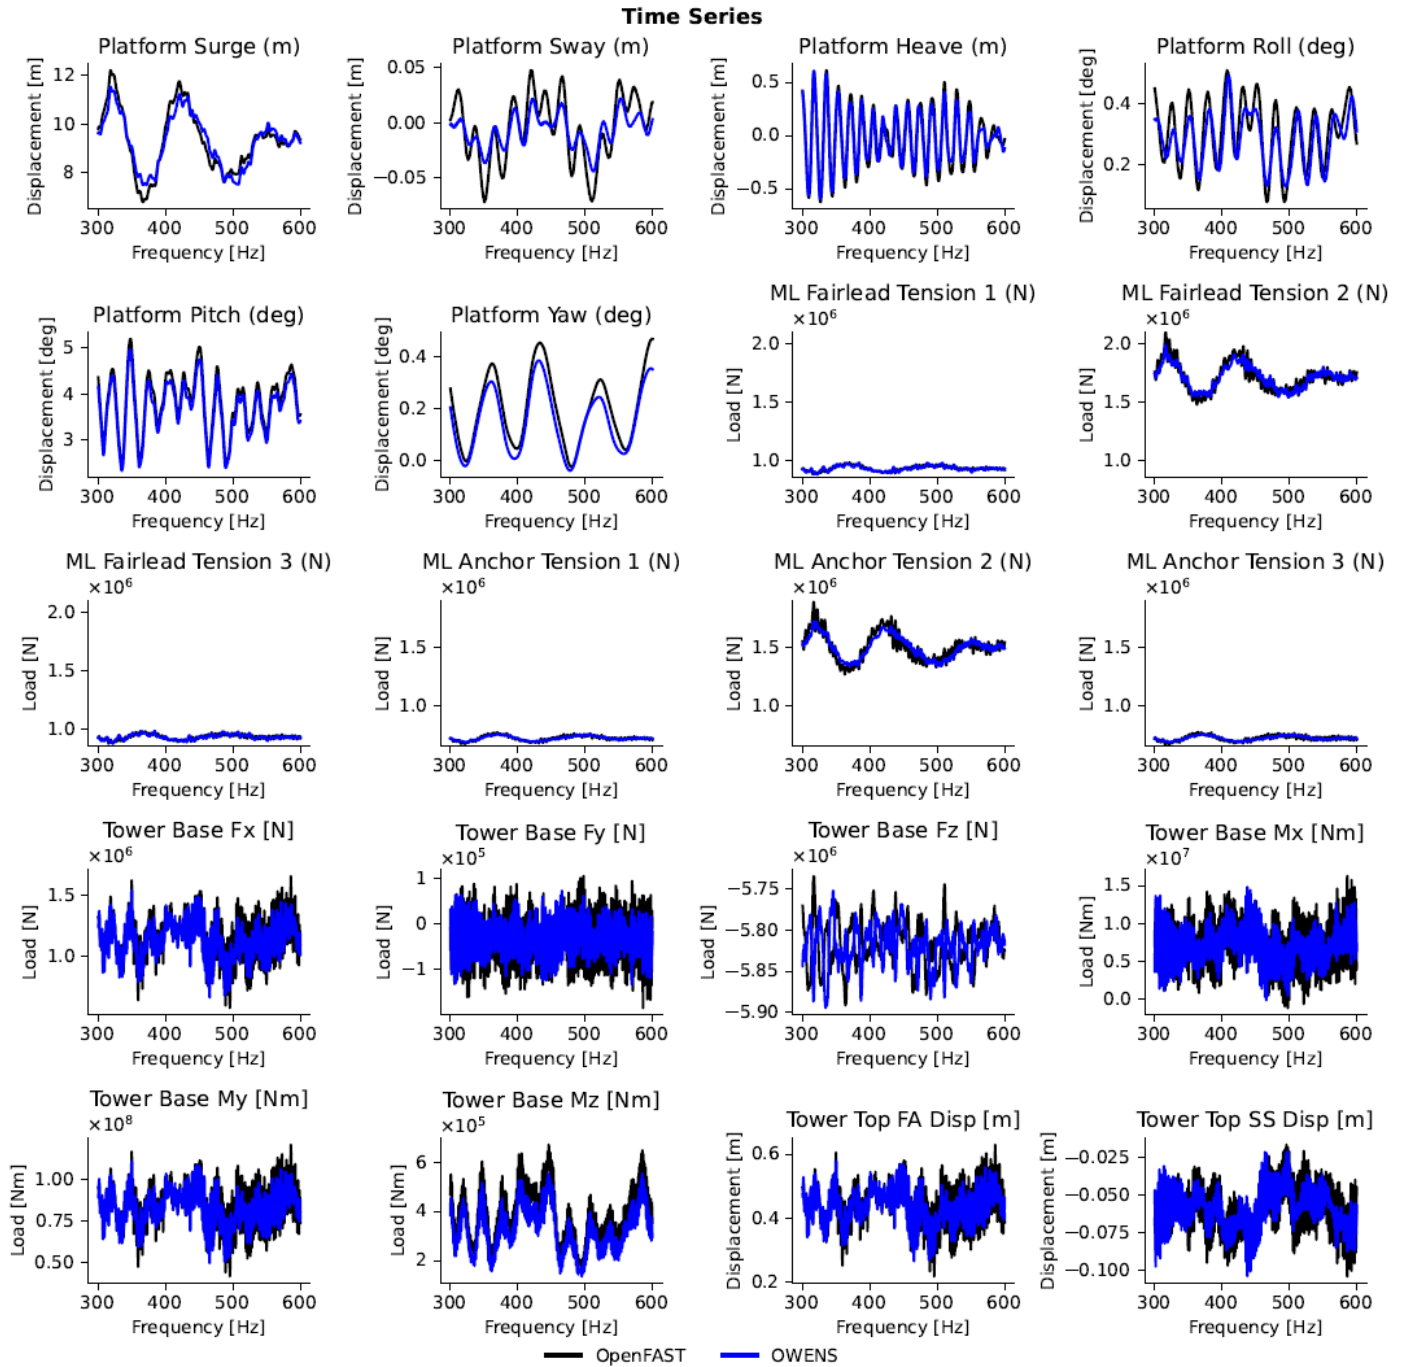 Time Series
Platform Surge (m)
Displacement [m]
12
10
8
300 400 500 600
Frequency [Hz]
Platform Sway (m)
Displacement [m]
0.05
0.00
−0.05
300 400 500 600
Frequency [Hz]
Platform Heave (m)
Displacement [m]
0.5
0.0
−0.5
300 400 500 600
Frequency [Hz]
Platform Roll (deg)
Displacement [deg]
0.4
0.2
300 400 500 600
Frequency [Hz]
Platform Pitch (deg)
Displacement [deg]
5
4
3
300 400 500 600
Frequency [Hz]
Platform Yaw (deg)
Displacement [deg]
0.4
0.2
0.0
300 400 500 600
Frequency [Hz]
ML Fairlead Tension 1 (N)
×10⁶
Load [N]
2.0
1.5
1.0
300 400 500 600
Frequency [Hz]
ML Fairlead Tension 2 (N)
×10⁶
Load [N]
2.0
1.5
1.0
300 400 500 600
Frequency [Hz]
ML Fairlead Tension 3 (N)
×10⁶
Load [N]
2.0
1.5
1.0
300 400 500 600
Frequency [Hz]
ML Anchor Tension 1 (N)
×10⁶
Load [N]
1.5
1.0
300 400 500 600
Frequency [Hz]
ML Anchor Tension 2 (N)
×10⁶
Load [N]
1.5
1.0
300 400 500 600
Frequency [Hz]
ML Anchor Tension 3 (N)
×10⁶
Load [N]
1.5
1.0
300 400 500 600
Frequency [Hz]
Tower Base Fx [N]
×10⁶
Load [N]
1.5
1.0
300 400 500 600
Frequency [Hz]
Tower Base Fy [N]
×10⁵
Load [N]
1
0
−1
300 400 500 600
Frequency [Hz]
Tower Base Fz [N]
×10⁶
Load [N]
−5.75
−5.80
−5.85
−5.90
300 400 500 600
Frequency [Hz]
Tower Base Mx [Nm]
×10⁷
Load [Nm]
1.5
1.0
0.5
0.0
300 400 500 600
Frequency [Hz]
Tower Base My [Nm]
×10⁸
Load [Nm]
1.00
0.75
0.50
300 400 500 600
Frequency [Hz]
Tower Base Mz [Nm]
×10⁵
Load [Nm]
6
4
2
300 400 500 600
Frequency [Hz]
Tower Top FA Disp [m]
Displacement [m]
0.6
0.4
0.2
300 400 500 600
Frequency [Hz]
Tower Top SS Disp [m]
Displacement [m]
−0.025
−0.050
−0.075
−0.100
300 400 500 600
Frequency [Hz]
OpenFAST OWENS